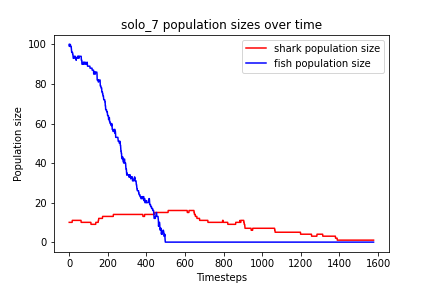 solo_7 population sizes over time
shark population size
fish population size
Population size
100
80
60
40
20
0
0 200 400 600 800 1000 1200 1400 1600
Timesteps